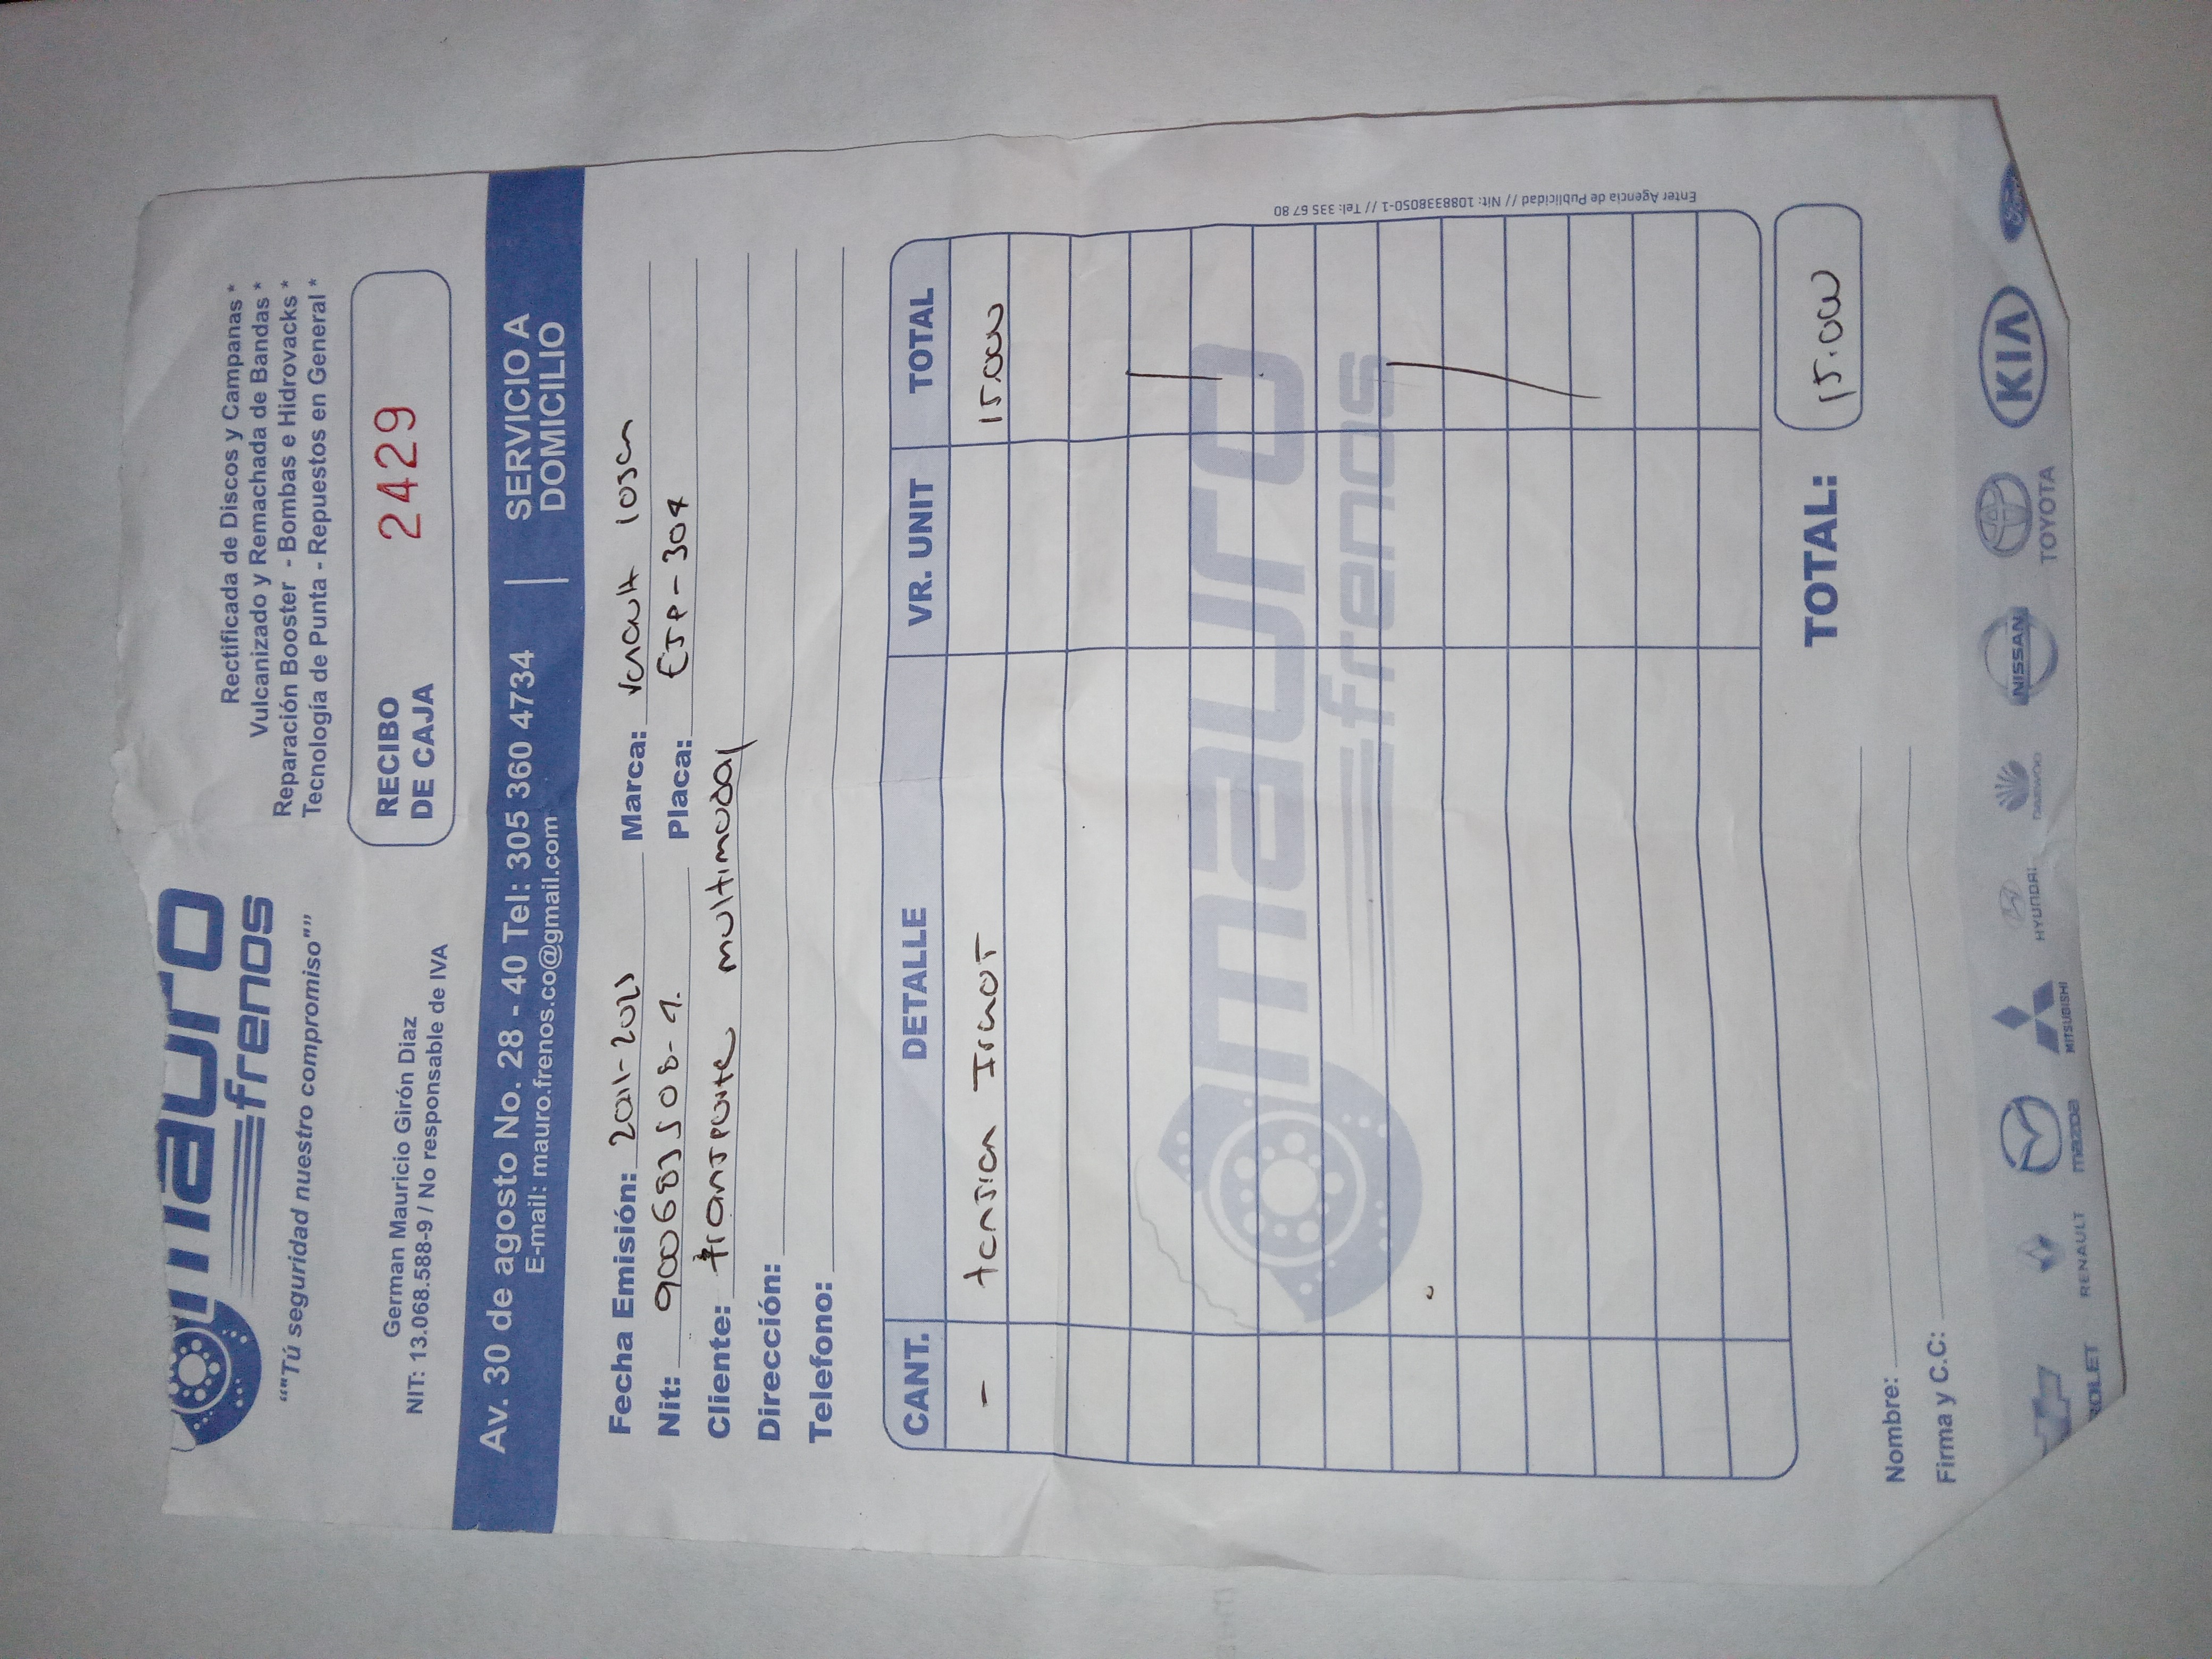 mauro
frenos
""Tú seguridad nuestro compromiso""
German Mauricio Girón Diaz
NIT: 13.068.588-9 / No responsable de IVA
Rectificada de Discos y Campanas *
Vulcanizado y Remachada de Bandas *
Reparación Booster - Bombas e Hidrovacks *
Tecnología de Punta - Repuestos en General *
RECIBO
DE CAJA
2429
Av. 30 de agosto No. 28 - 40 Tel: 305 360 4734
E-mail: mauro.frenos.co@gmail.com
SERVICIO A
DOMICILIO
Fecha Emisión: Marca:
Nit: Placa: - 304
Cliente: transporte multimodal
Dirección:
Telefono:
CANT. DETALLE VR. UNIT TOTAL
- 15.000
mauro
frenos
TOTAL: 15.000
Nombre:
Firma y C.C:
Enter Agencia de Publicidad // Nit: 1088338050-1 // Tel: 335 67 80
ROLET RENAULT mazda MITSUBISHI HYUNDAI DAEWOO NISSAN TOYOTA KIA